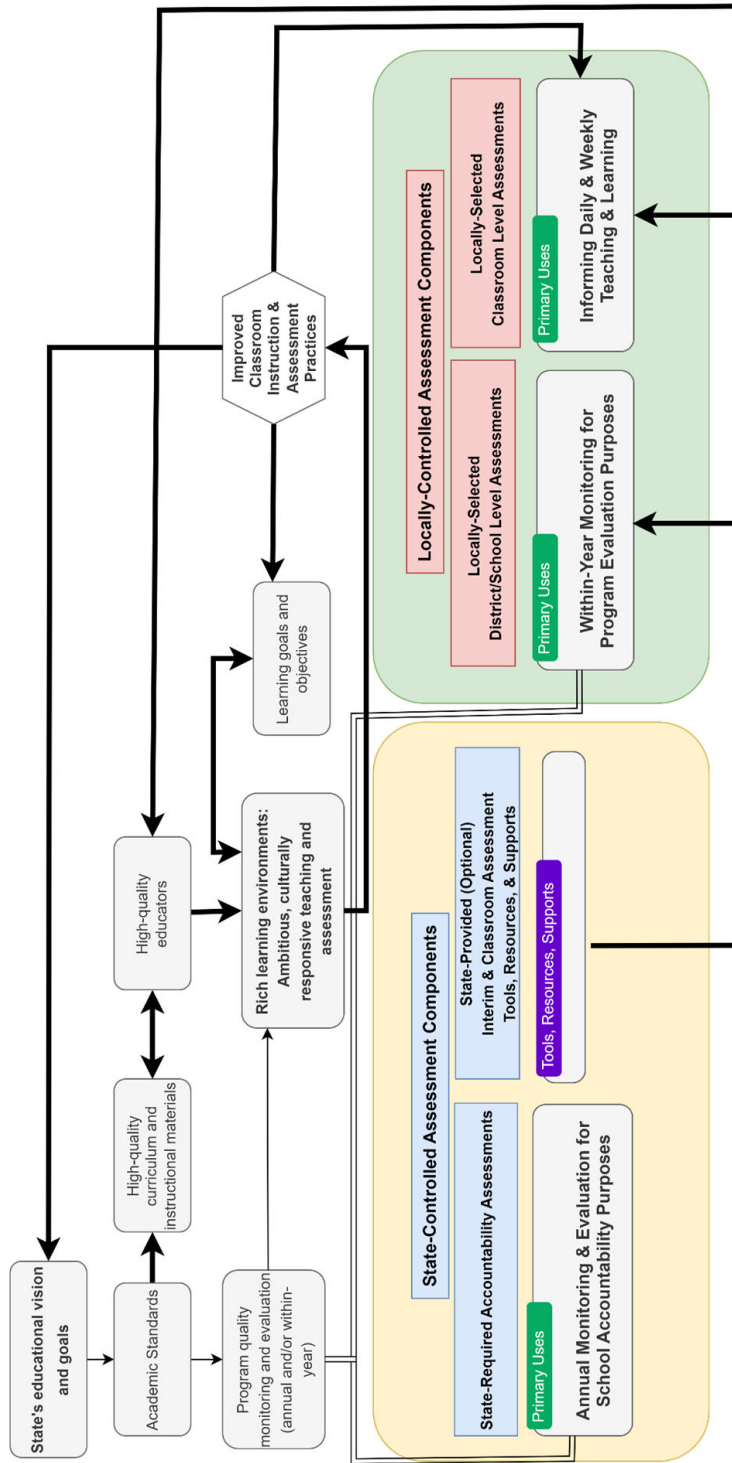 State's educational vision
and goals
Academic Standards
High-quality
curriculum and
instructional materials
High-quality
educators
Program quality
monitoring and evaluation
(annual and/or within-
year)
Rich learning environments:
Ambitious, culturally
responsive teaching and
assessment
Learning goals and
objectives
Improved
Classroom
Instruction &
Assessment
Practices
State-Controlled Assessment Components
State-Required Accountability Assessments
State-Provided (Optional)
Interim & Classroom Assessment
Tools, Resources, & Supports
Primary Uses
Annual Monitoring & Evaluation for
School Accountability Purposes
Tools, Resources, Supports
Locally-Controlled Assessment Components
Locally-Selected
District/School Level Assessments
Locally-Selected
Classroom Level Assessments
Primary Uses
Within-Year Monitoring for
Program Evaluation Purposes
Primary Uses
Informing Daily & Weekly
Teaching & Learning